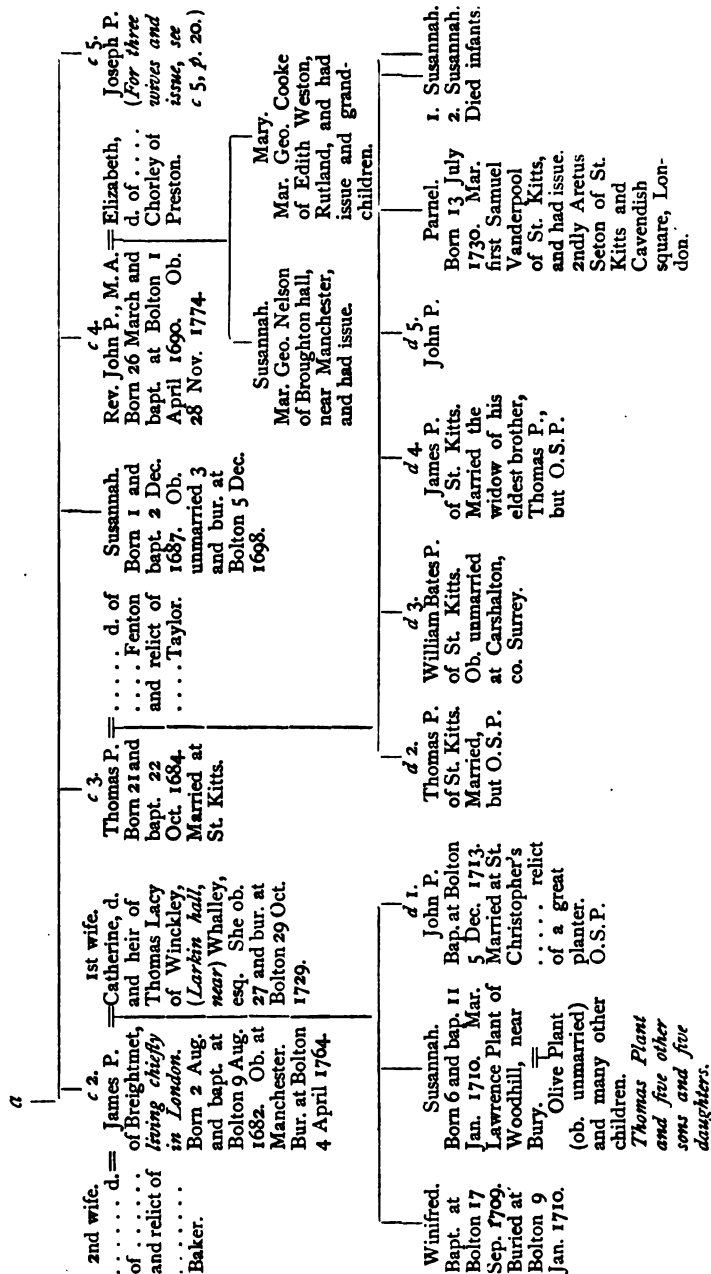 a
2nd wife.
. . . . . . d.=
of . . . . . . .
and relict of
. . . . . . .
Baker.
c 2.
James P.
of Breightmet,
living chiefly
in London.
Born 2 Aug.
and bapt. at
Bolton 9 Aug.
1682. Ob. at
Manchester.
Bur. at Bolton
4 April 1764.
1st wife.
=Catherine, d.
and heir of
Thomas Lacy
of Winckley,
(Larkin hall,
near) Whalley,
esq. She ob.
27 and bur. at
Bolton 29 Oct.
1729.
c 3.
Thomas P.
Born 21 and
bapt. 22
Oct. 1684.
Married at
St. Kitts.
= . . . . . d. of
. . . . Fenton
and relict of
. . . . Taylor.
Susannah.
Born 1 and
bapt. 2 Dec.
1687. Ob.
unmarried 3
and bur. at
Bolton 5 Dec.
1698.
c 4.
Rev. John P., M.A.
Born 26 March and
bapt. at Bolton 1
April 1690. Ob.
28 Nov. 1774.
=Elizabeth,
d. of . . . .
Chorley of
Preston.
c 5.
Joseph P.
(For three
wives and
issue, see
c 5, p. 20.)
Susannah.
Mar. Geo. Nelson
of Broughton hall,
near Manchester,
and had issue.
Mary.
Mar. Geo. Cooke
of Edith Weston,
Rutland, and had
issue and grand-
children.
Winifred.
Bapt. at
Bolton 17
Sep. 1709.
Buried at
Bolton 9
Jan. 1710.
Susannah.
Born 6 and bap. 11
Jan. 1710. Mar.
Lawrence Plant of
Woodhill, near
Bury. =
Olive Plant
(ob. unmarried)
and many other
children.
Thomas Plant
and five other
sons and five
daughters.
d 1.
John P.
Bap. at Bolton
5 Dec. 1713.
Married at St.
Christopher's
. . . . . relict
of a great
planter.
O.S.P.
d 2.
Thomas P.
of St. Kitts.
Married,
but O.S.P.
d 3.
William Bates P.
of St. Kitts.
Ob. unmarried
at Carshalton,
co. Surrey.
d 4.
James P.
of St. Kitts.
Married the
widow of his
eldest brother,
Thomas P.,
but O.S.P.
d 5.
John P.
Parnel.
Born 13 July
1730. Mar.
first Samuel
Vanderpool
of St. Kitts,
and had issue.
2ndly Aretus
Seton of St.
Kitts and
Cavendish
square, Lon-
don.
1. Susannah.
2. Susannah.
Died infants.